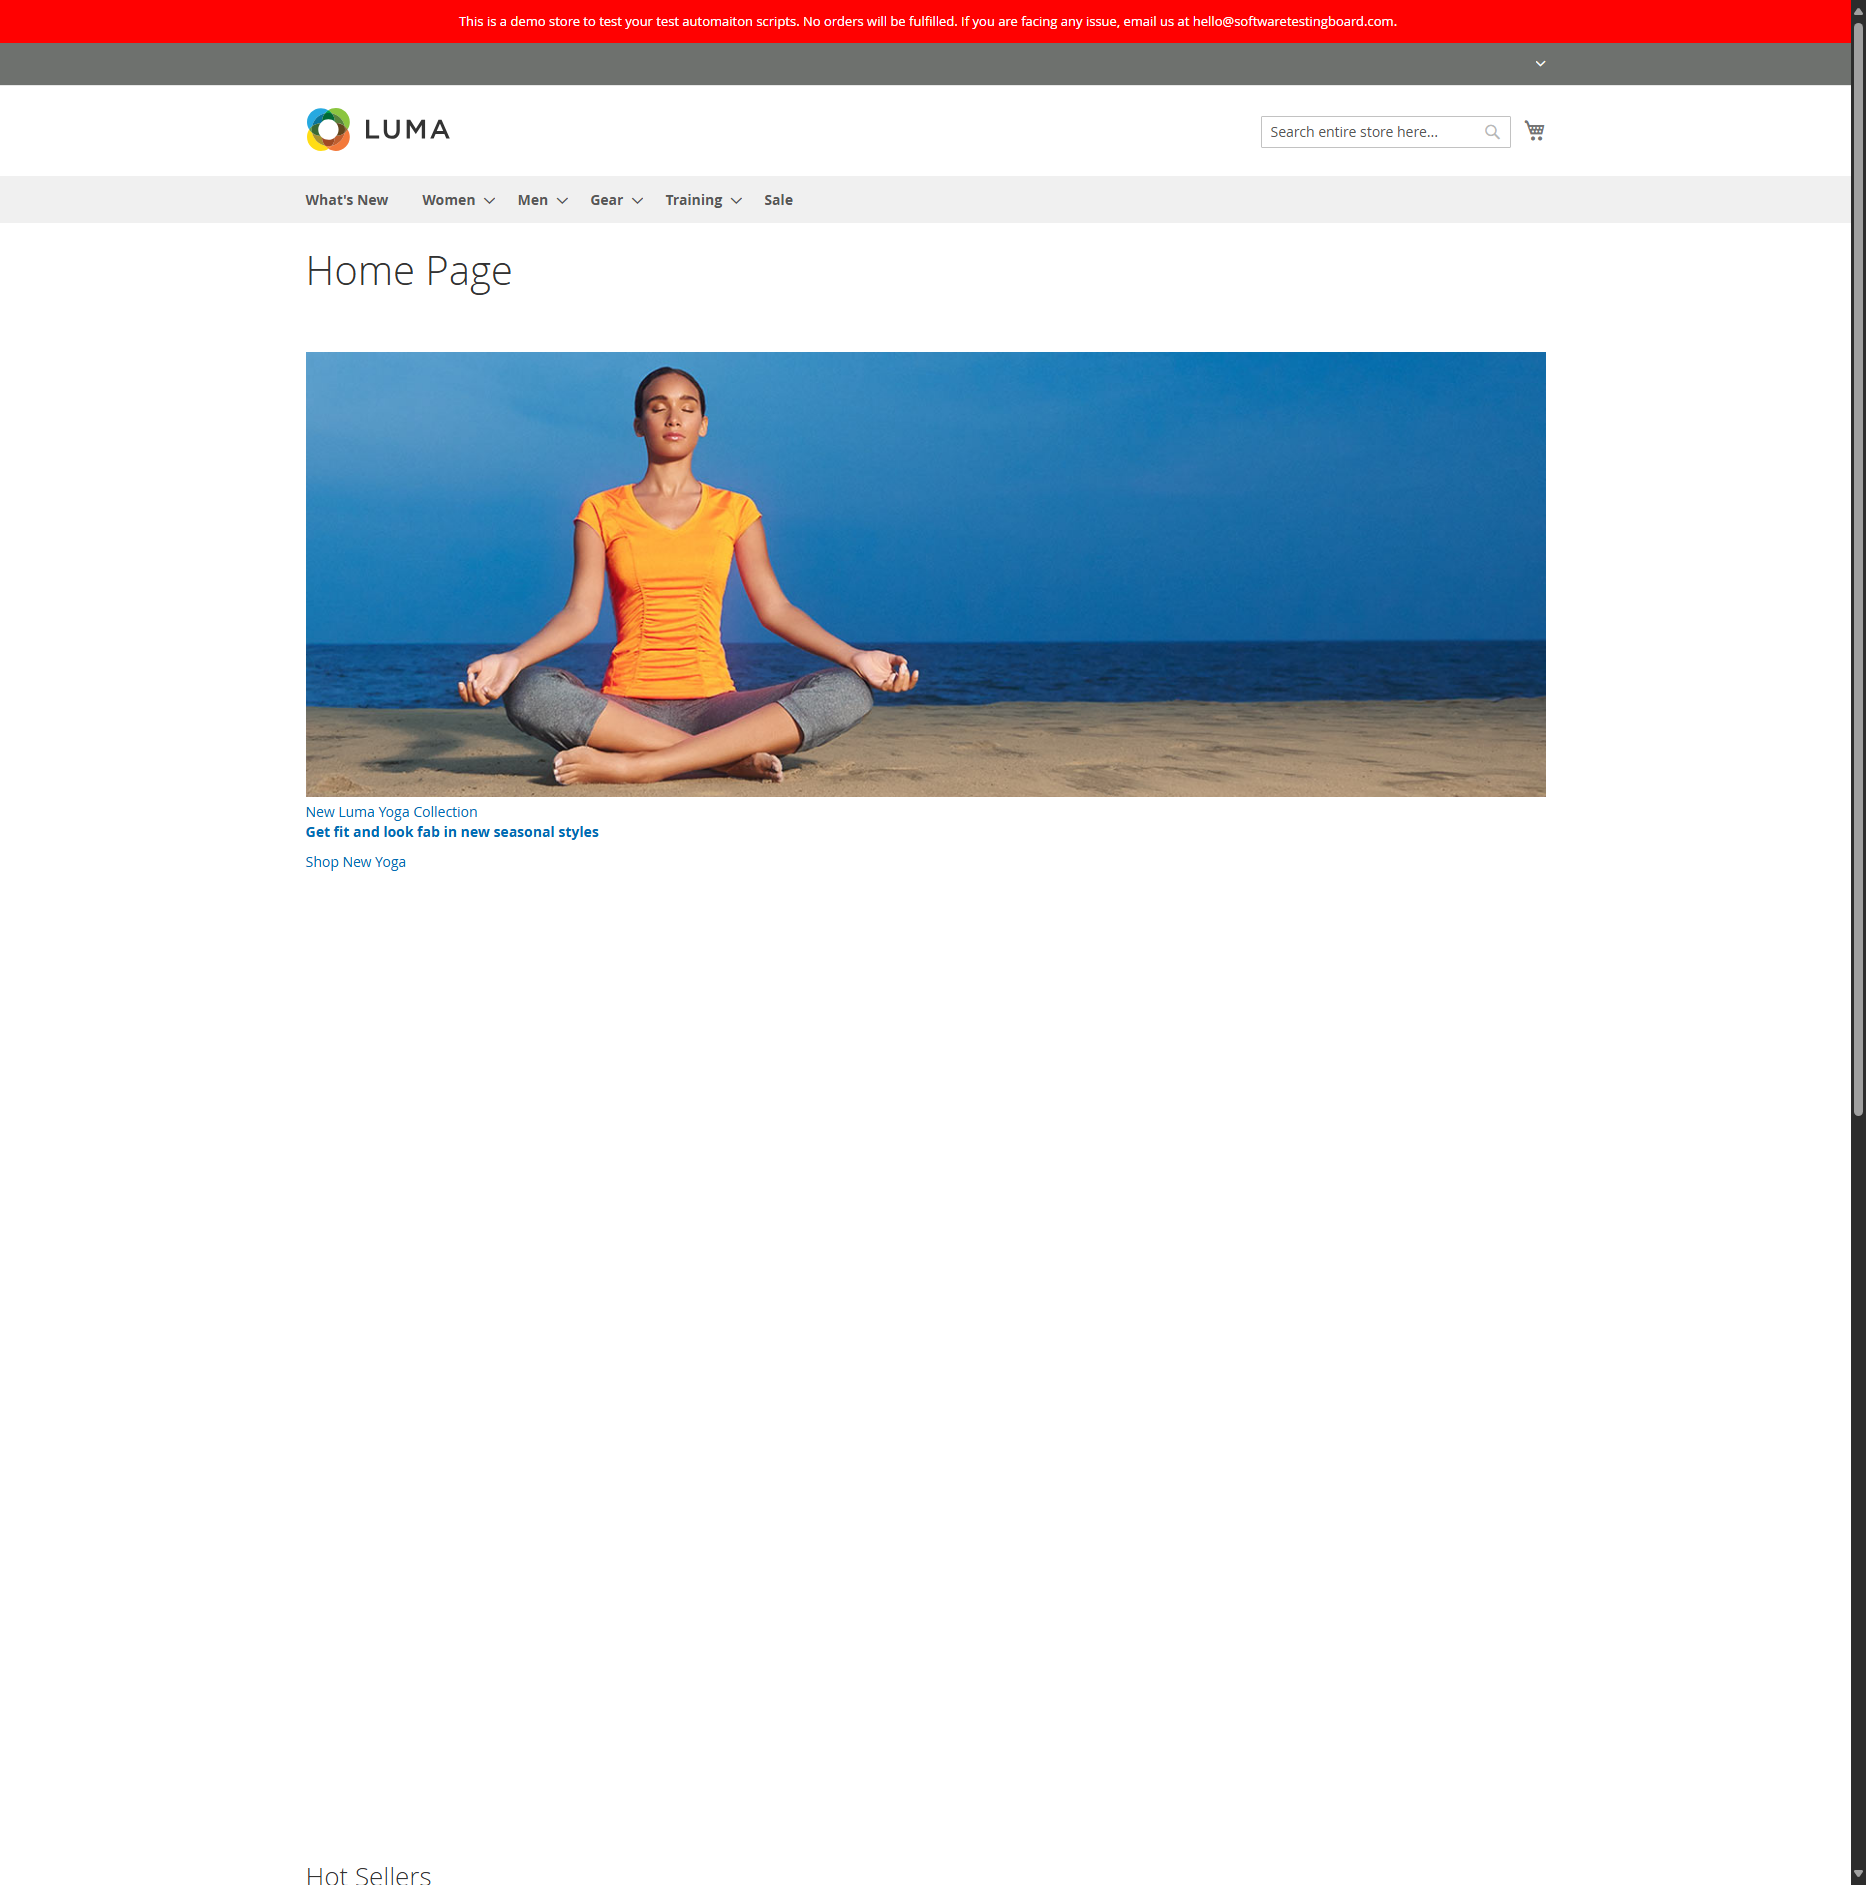 This is a demo store to test your test automaiton scripts. No orders will be fulfilled. If you are facing any issue, email us at hello@softwaretestingboard.com.
LUMA
Search entire store here...
What's New Women Men Gear Training Sale
Home Page
New Luma Yoga Collection
Get fit and look fab in new seasonal styles
Shop New Yoga
Hot Sellers